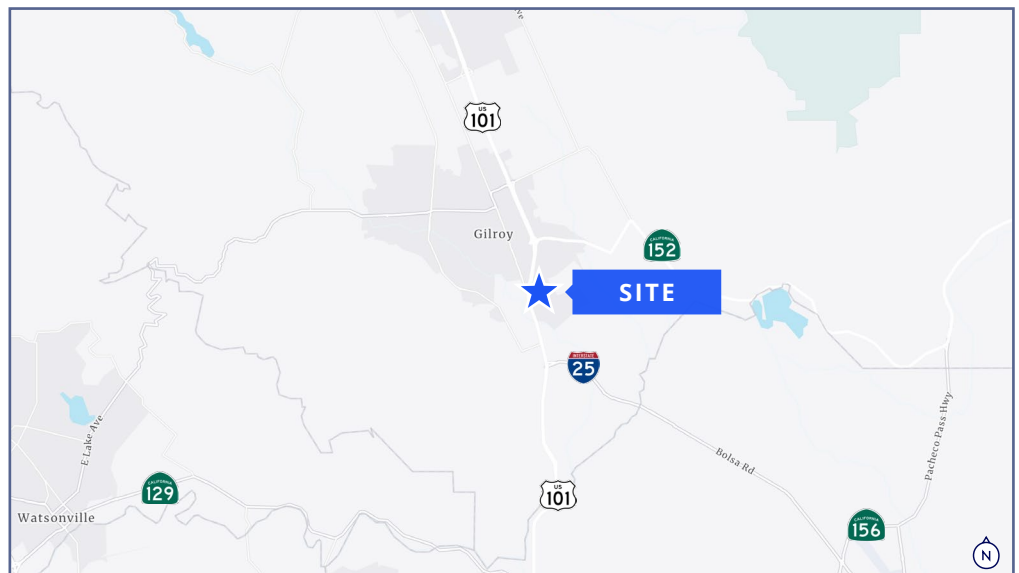 US
101
Gilroy
CALIFORNIA
152
SITE
INTERSTATE
25
E Lake Ave
Pacheco Pass Hwy
Bolsa Rd
CALIFORNIA
129
US
101
Watsonville
CALIFORNIA
156
N